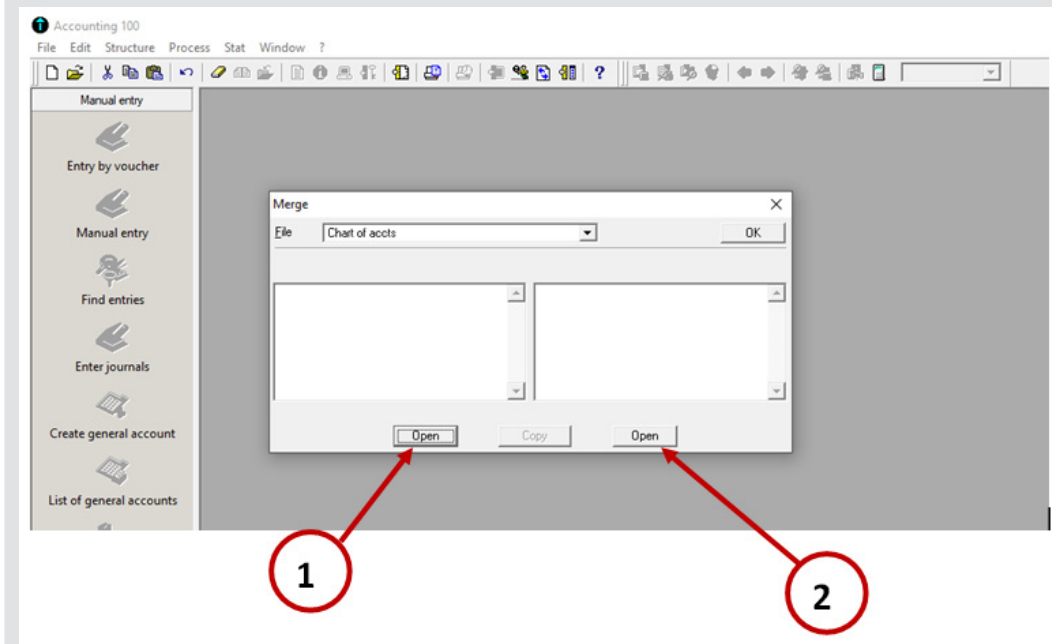 Accounting 100
File Edit Structure Process Stat Window ?
?
Manual entry
Entry by voucher
Manual entry
Find entries
Enter journals
Create general account
List of general accounts
Merge
File Chart of accts OK
Open Copy Open
1
2